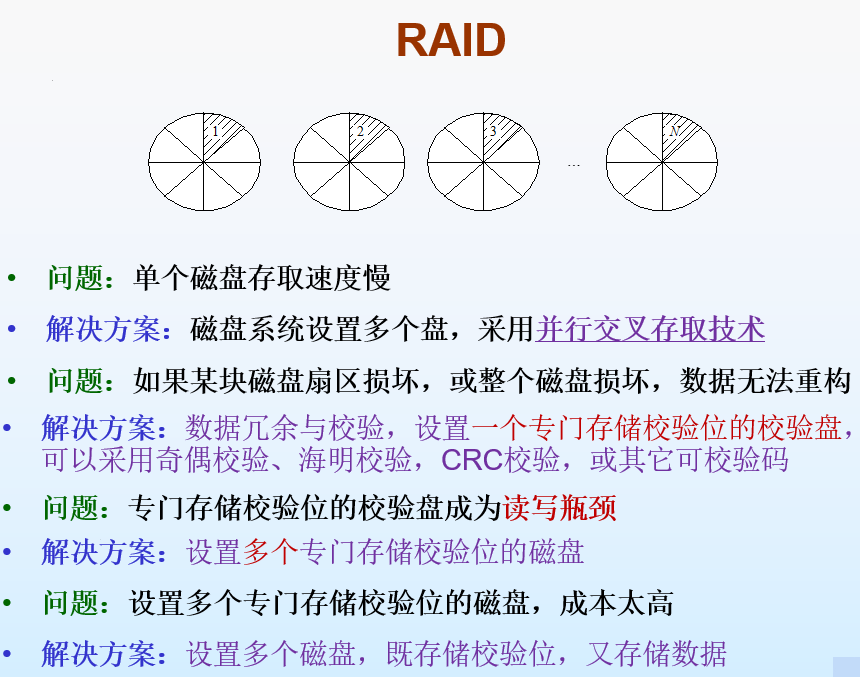 RAID
1 2 3 ... N
• 问题：单个磁盘存取速度慢
• 解决方案：磁盘系统设置多个盘，采用并行交叉存取技术
• 问题：如果某块磁盘扇区损坏，或整个磁盘损坏，数据无法重构
• 解决方案：数据冗余与校验，设置一个专门存储校验位的校验盘，
可以采用奇偶校验、海明校验，CRC校验，或其它可校验码
• 问题：专门存储校验位的校验盘成为读写瓶颈
• 解决方案：设置多个专门存储校验位的磁盘
• 问题：设置多个专门存储校验位的磁盘，成本太高
• 解决方案：设置多个磁盘，既存储校验位，又存储数据